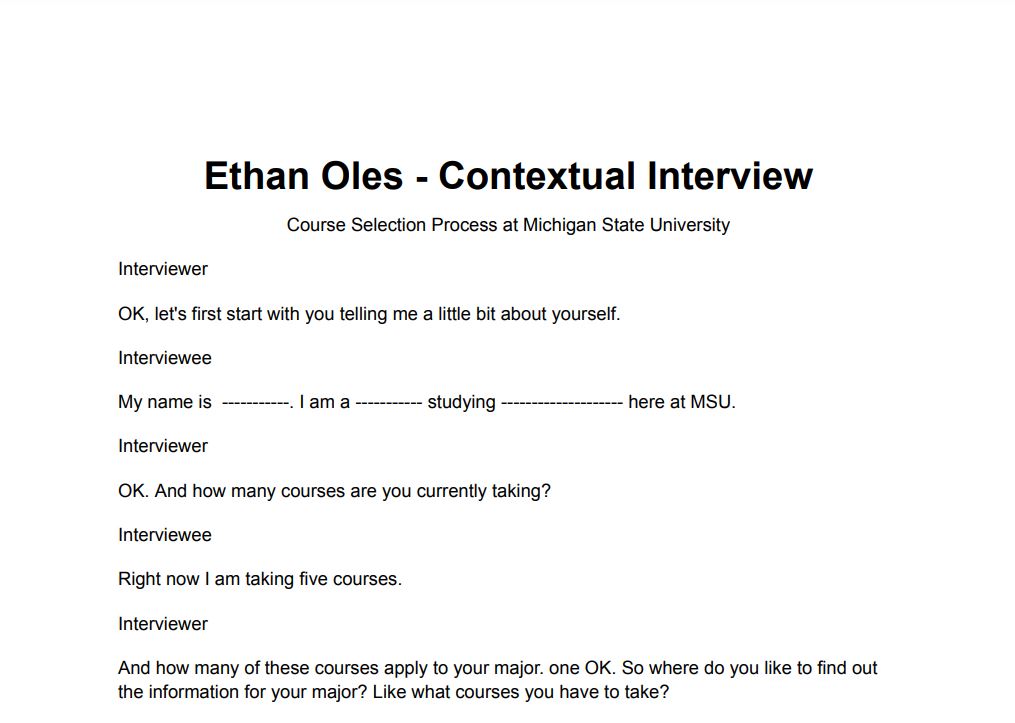 Ethan Oles - Contextual Interview
Course Selection Process at Michigan State University
Interviewer
OK, let's first start with you telling me a little bit about yourself.
Interviewee
My name is  -----------. I am a ----------- studying -------------------- here at MSU.
Interviewer
OK. And how many courses are you currently taking?
Interviewee
Right now I am taking five courses.
Interviewer
And how many of these courses apply to your major. one OK. So where do you like to find out
the information for your major? Like what courses you have to take?